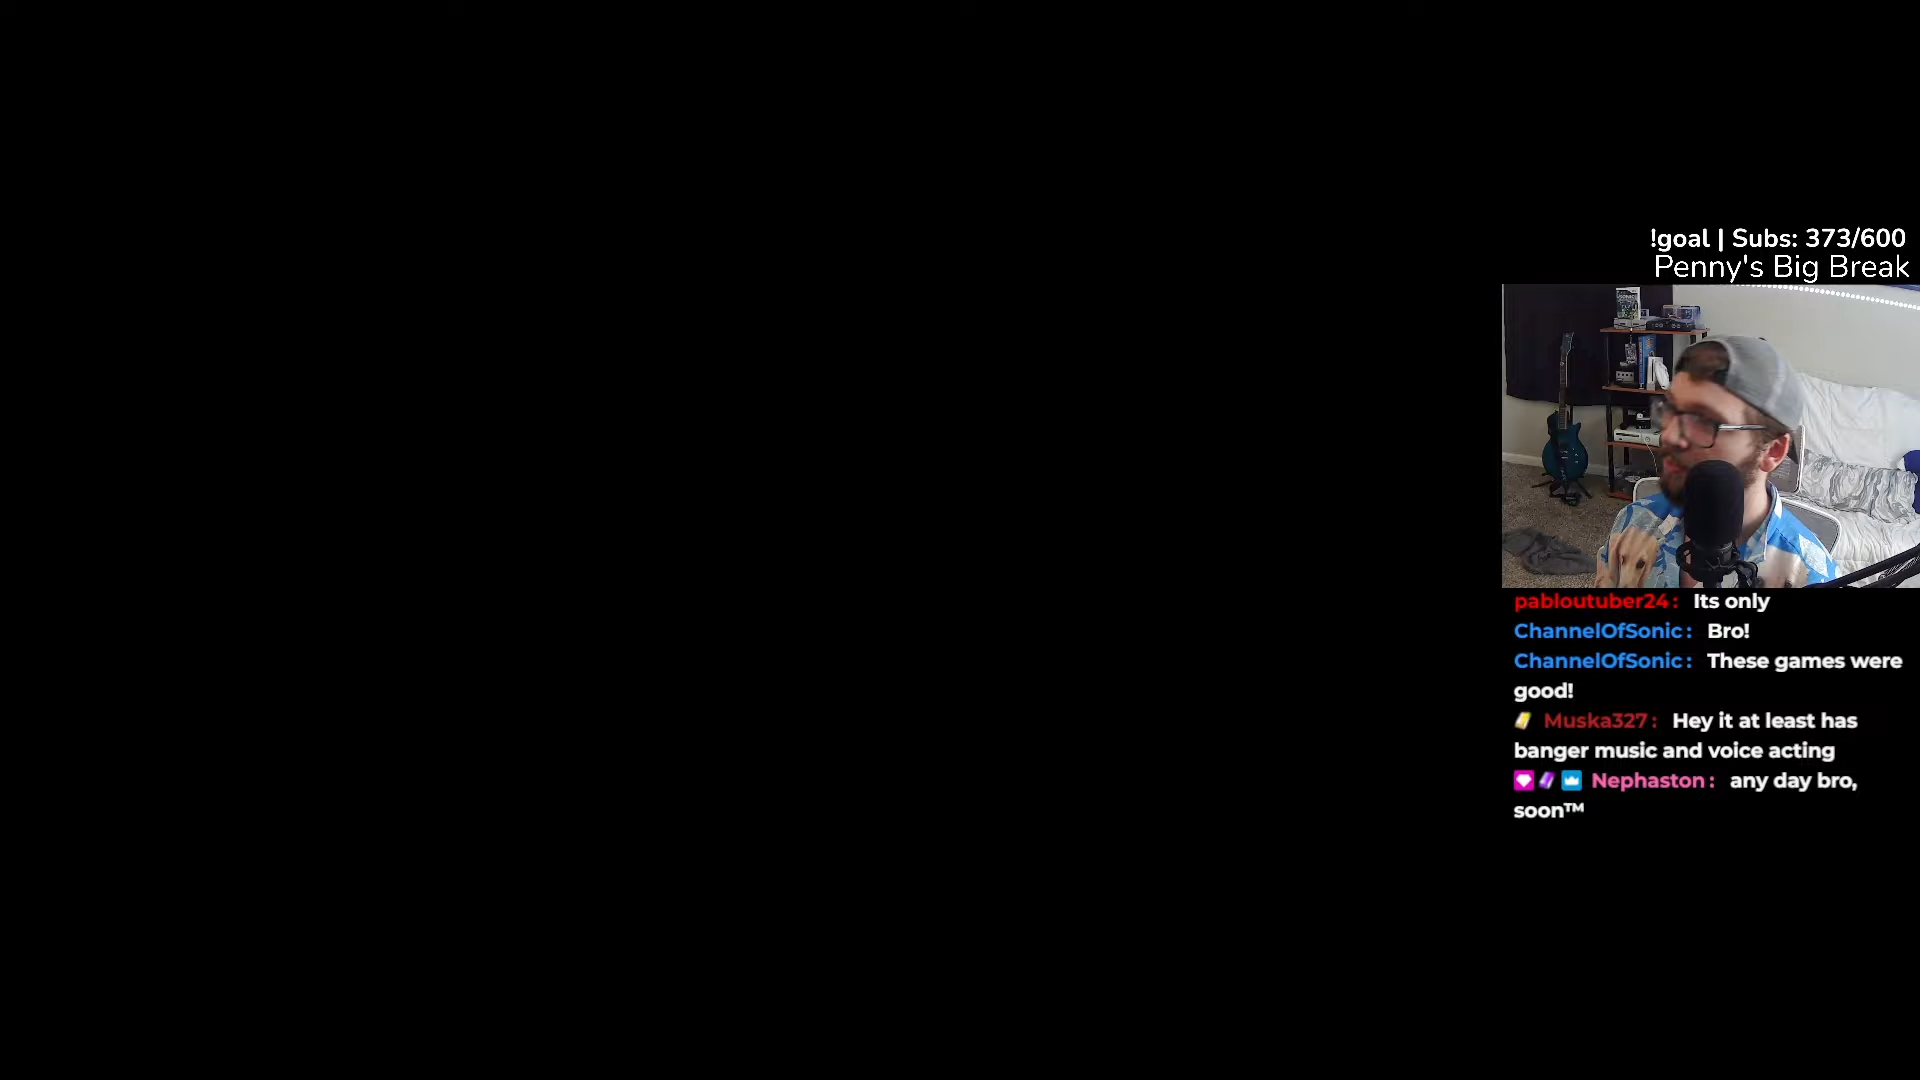 !goal | Subs: 373/600
Penny's Big Break
pabloutuber24: Its only
ChannelOfSonic: Bro!
ChannelOfSonic: These games were
good!
Muska327: Hey it at least has
banger music and voice acting
Nephaston: any day bro,
soon™